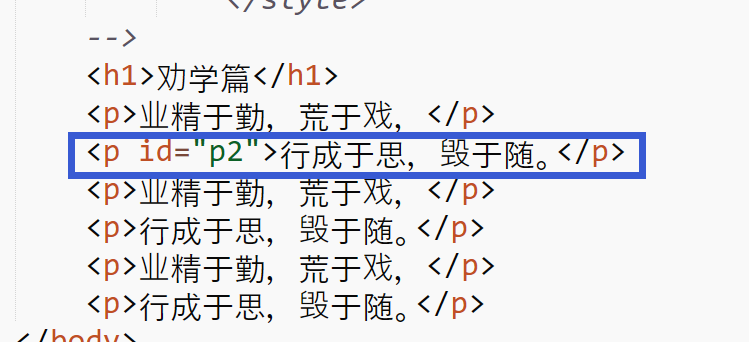 </style>
-->
<h1>劝学篇</h1>
<p>业精于勤，荒于戏，</p>
<p id="p2">行成于思，毁于随。</p>
<p>业精于勤，荒于戏，</p>
<p>行成于思，毁于随。</p>
<p>业精于勤，荒于戏，</p>
<p>行成于思，毁于随。</p>
</body>